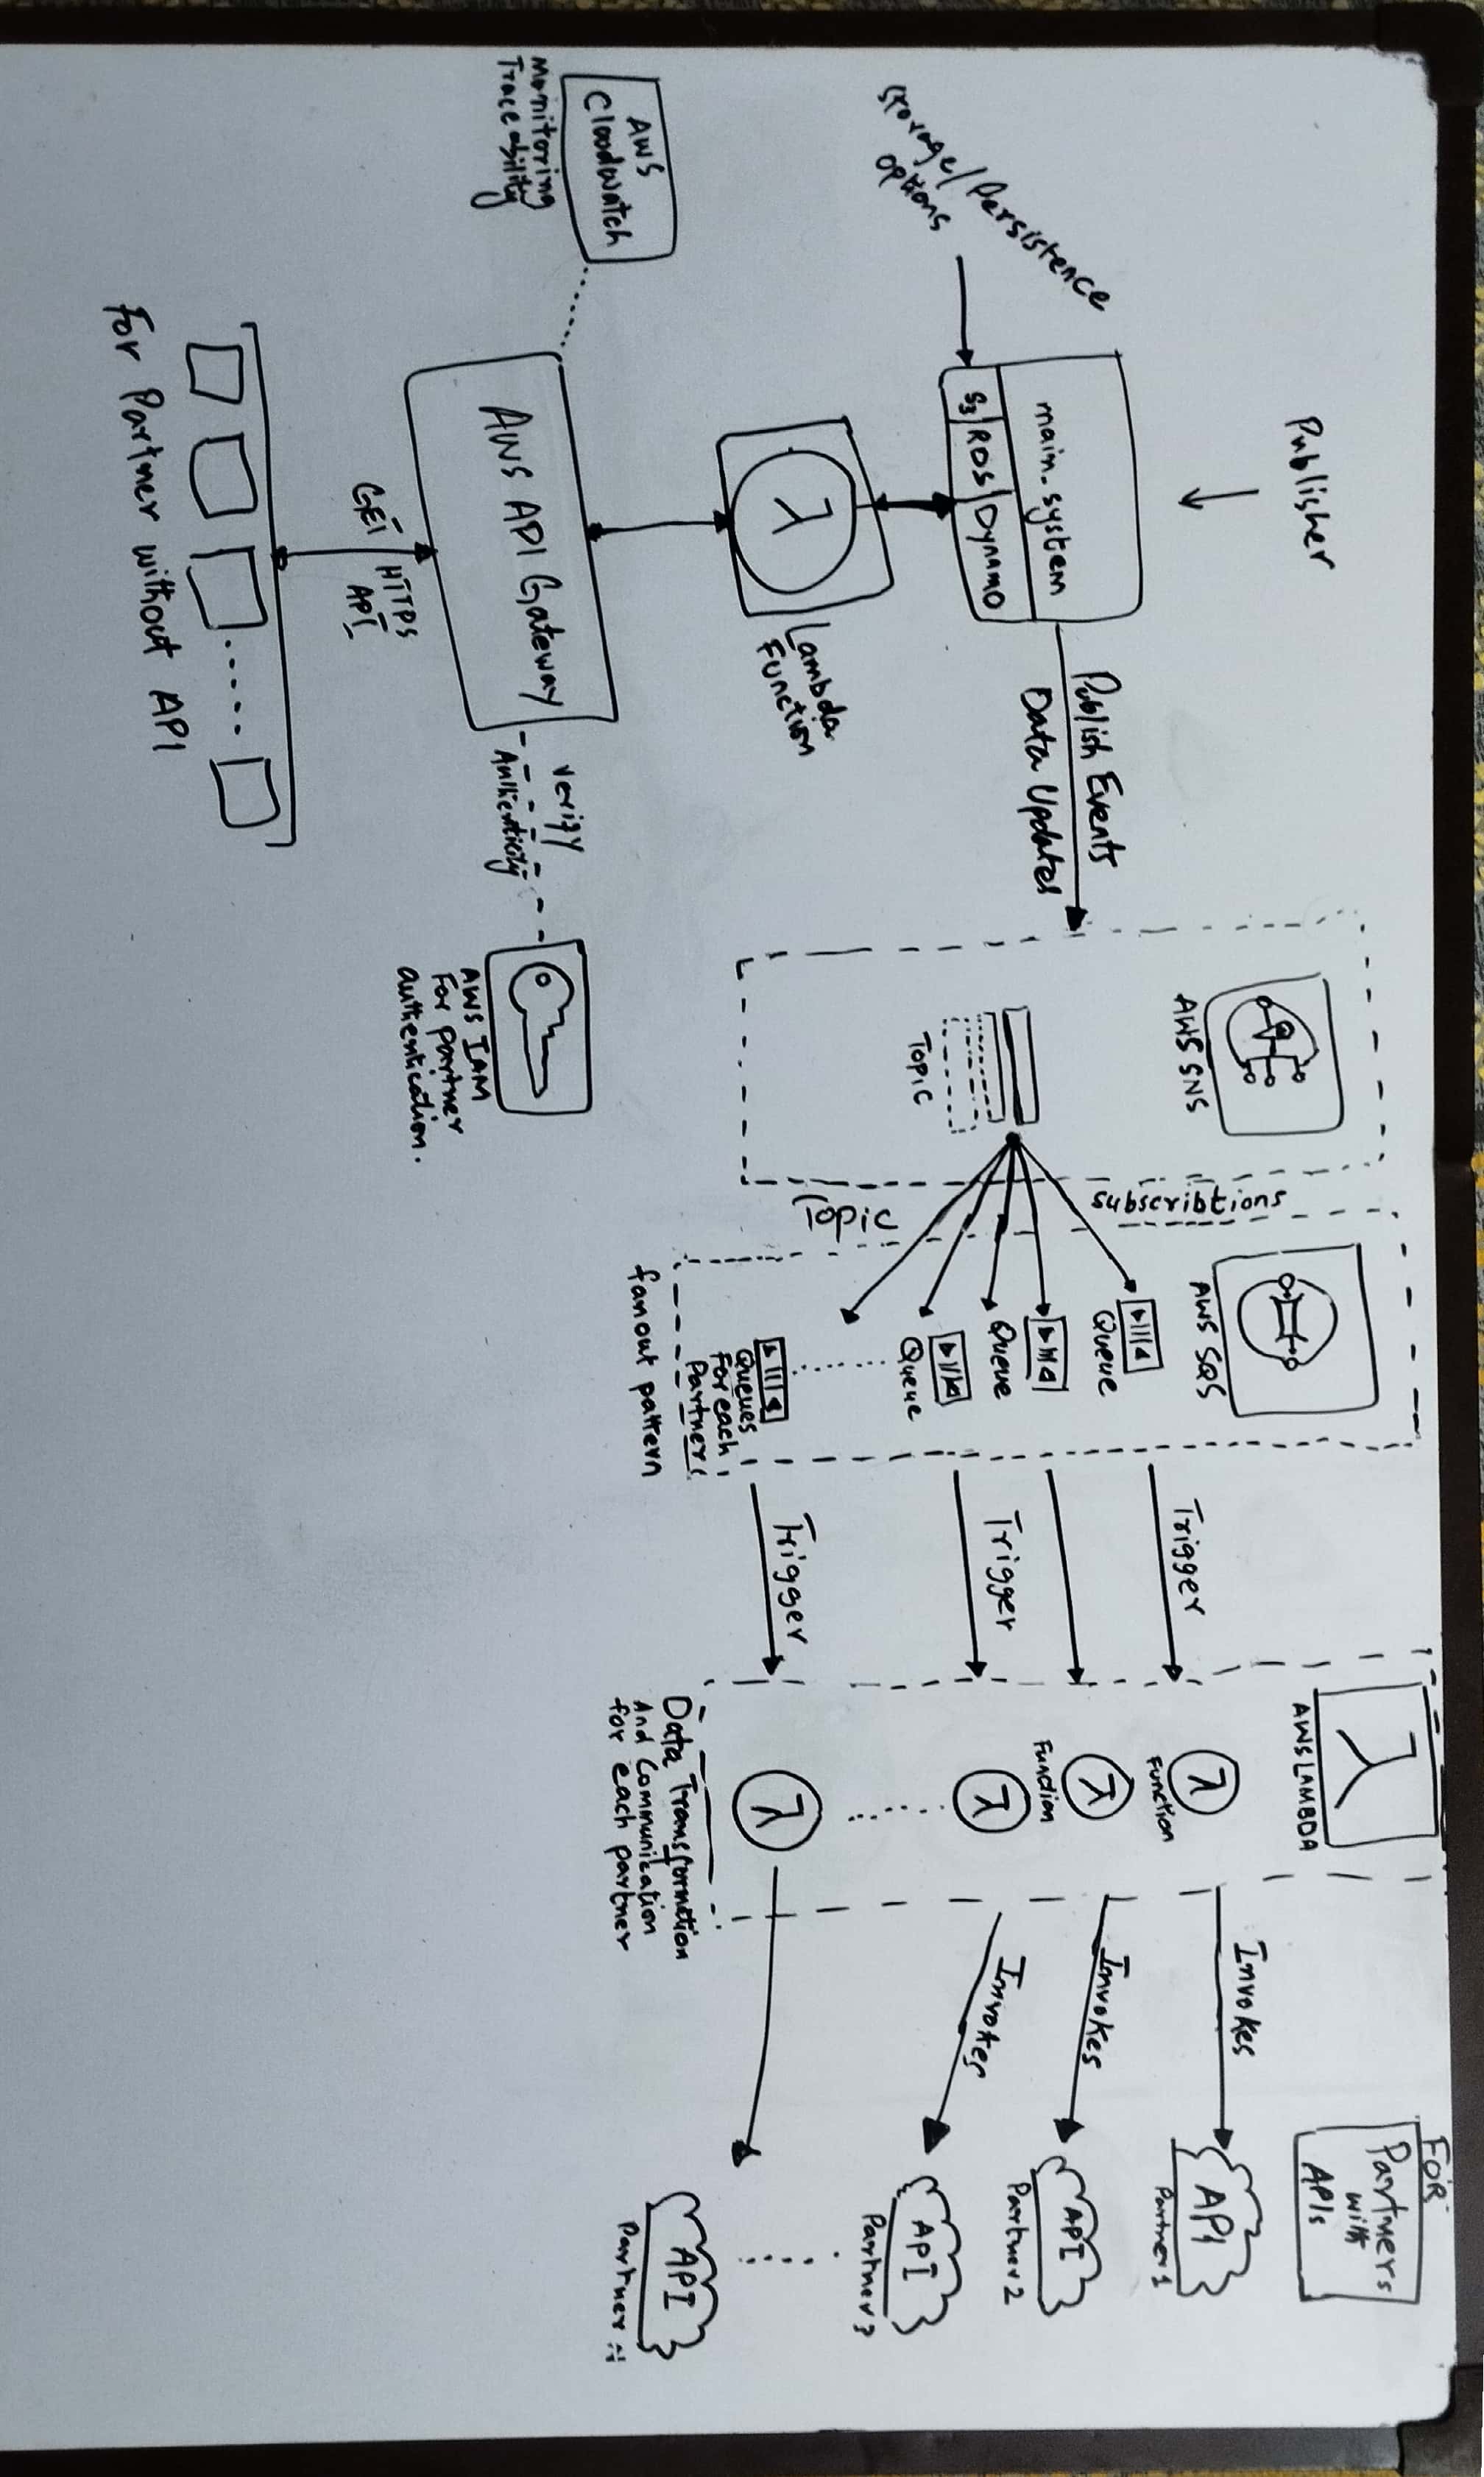 Publisher
Storage/Persistence
options
main system
S3 RDS Dynamo
Publish Events
Data Updates
Lambda
Function
AWS
Cloudwatch
Monitoring
Traceability
AWS API Gateway
verify
Authenticity
AWS IAM
For partner
authentication.
GET
HTTPS
API
For Partner without API
AWS SNS
Topic
subscribtions
Topic
AWS SQS
Queue
Queue
Queue
Queues
For each
Partner
fanout pattern
Trigger
Trigger
Trigger
λ
AWS LAMBDA
λ
Function
λ
Function
λ
λ
λ
Data Transformation
And Communication
for each partner
Invokes
Invokes
Invokes
FOR
Partners
with
APIs
API
Partner 1
API
Partner 2
API
Partner 3
API
Partner